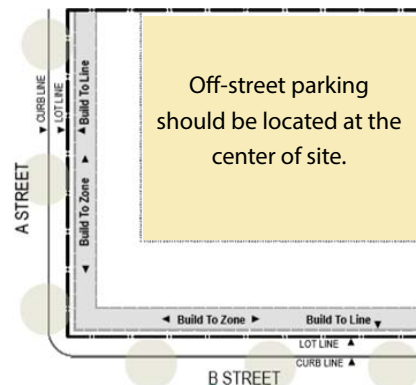 Off-street parking
should be located at the
center of site.
▼ CURB LINE
▼ LOT LINE
▲ Build To Line
◄ Build To Zone ►
A STREET
◄ Build To Zone ►
Build To Line ▼
LOT LINE ▲
CURB LINE ▲
B STREET